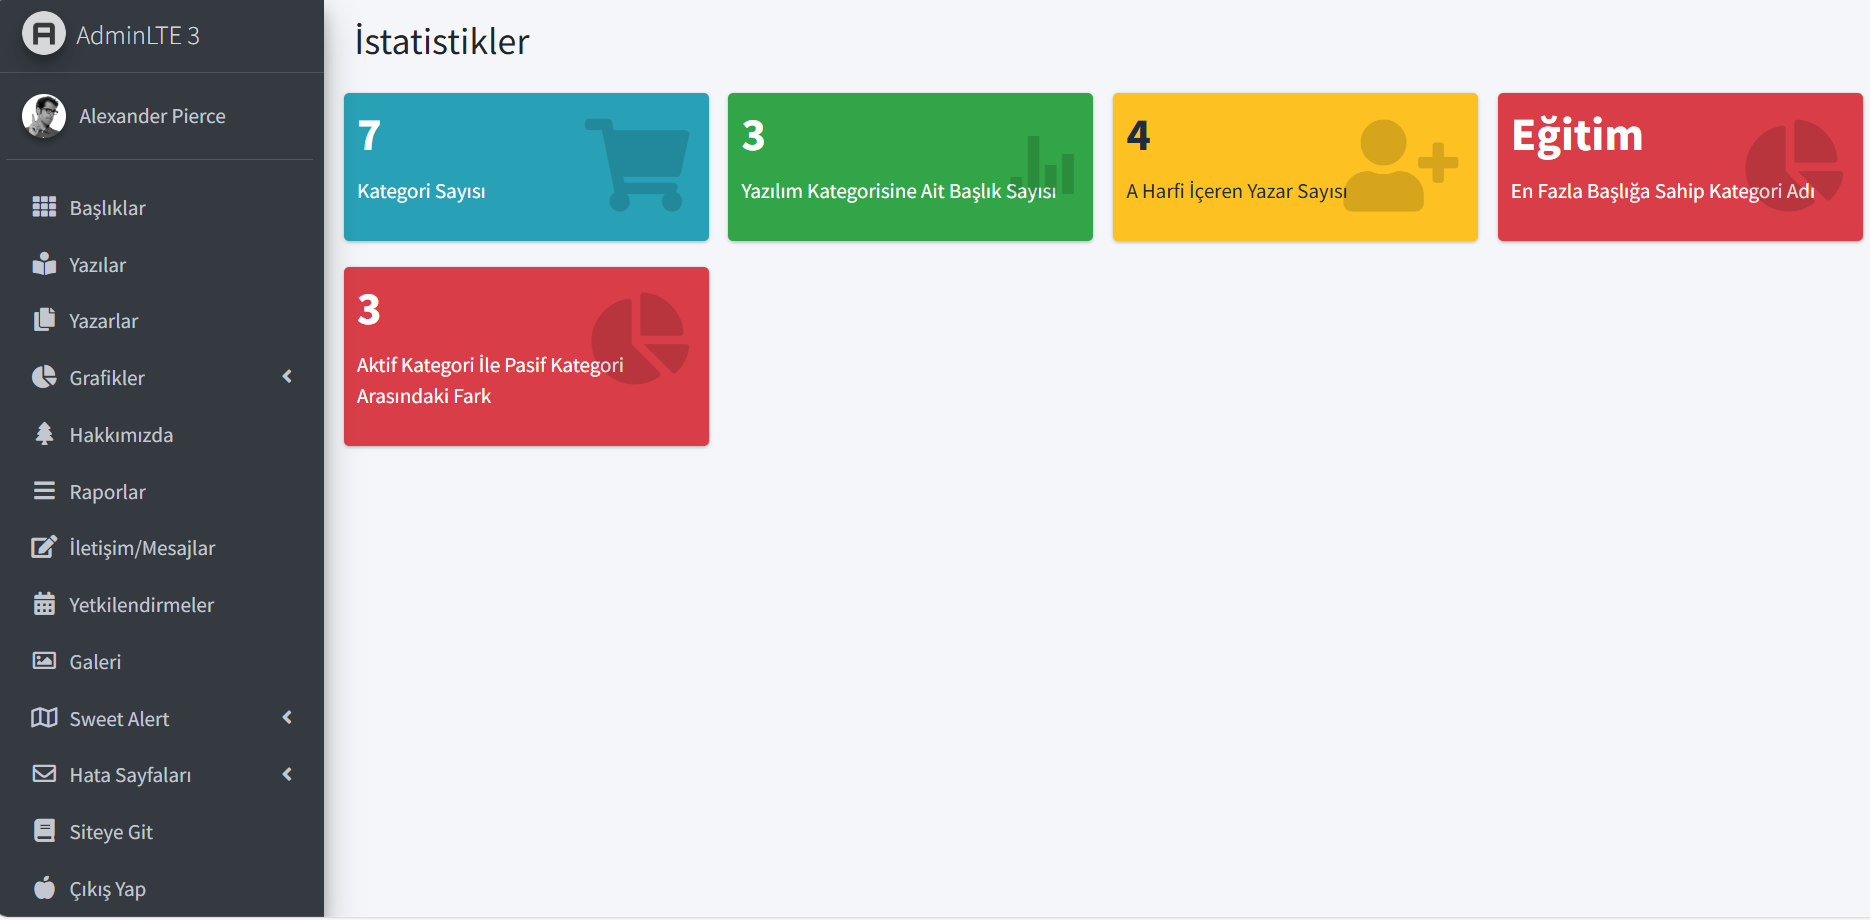 AdminLTE 3
Alexander Pierce
Başlıklar
Yazılar
Yazarlar
Grafikler
Hakkımızda
Raporlar
İletişim/Mesajlar
Yetkilendirmeler
Galeri
Sweet Alert
Hata Sayfaları
Siteye Git
Çıkış Yap
İstatistikler
7
Kategori Sayısı
3
Yazılım Kategorisine Ait Başlık Sayısı
4
A Harfi İçeren Yazar Sayısı
Eğitim
En Fazla Başlığa Sahip Kategori Adı
3
Aktif Kategori İle Pasif Kategori
Arasındaki Fark